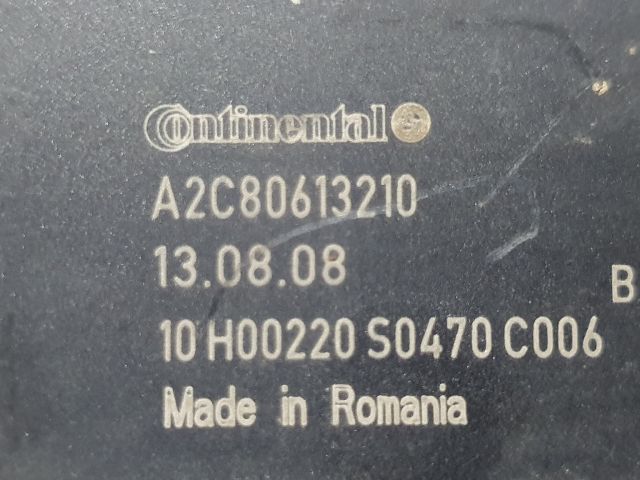 Continental
A2C80613210
13.08.08
B
10 H00220 S0470 C006
Made in Romania